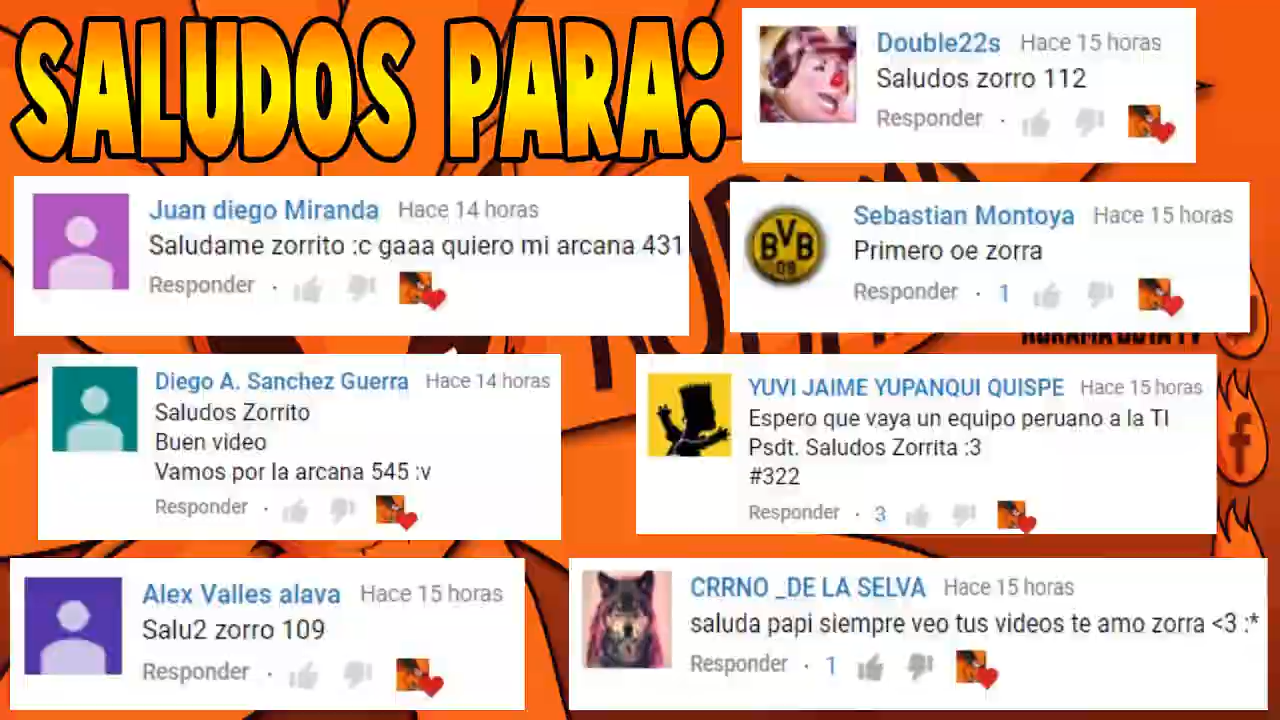 SALUDOS PARA:
Double22s Hace 15 horas
Saludos zorro 112
Responder ·
Juan diego Miranda Hace 14 horas
Saludame zorrito :c gaaa quiero mi arcana 431
Responder ·
Sebastian Montoya Hace 15 horas
Primero oe zorra
Responder · 1
BVB
09
Diego A. Sanchez Guerra Hace 14 horas
Saludos Zorrito
Buen video
Vamos por la arcana 545 :v
Responder ·
YUVI JAIME YUPANQUI QUISPE Hace 15 horas
Espero que vaya un equipo peruano a la TI
Psdt. Saludos Zorrita :3
#322
Responder · 3
Alex Valles alava Hace 15 horas
Salu2 zorro 109
Responder ·
CRRNO _DE LA SELVA Hace 15 horas
saluda papi siempre veo tus videos te amo zorra <3 :*
Responder · 1